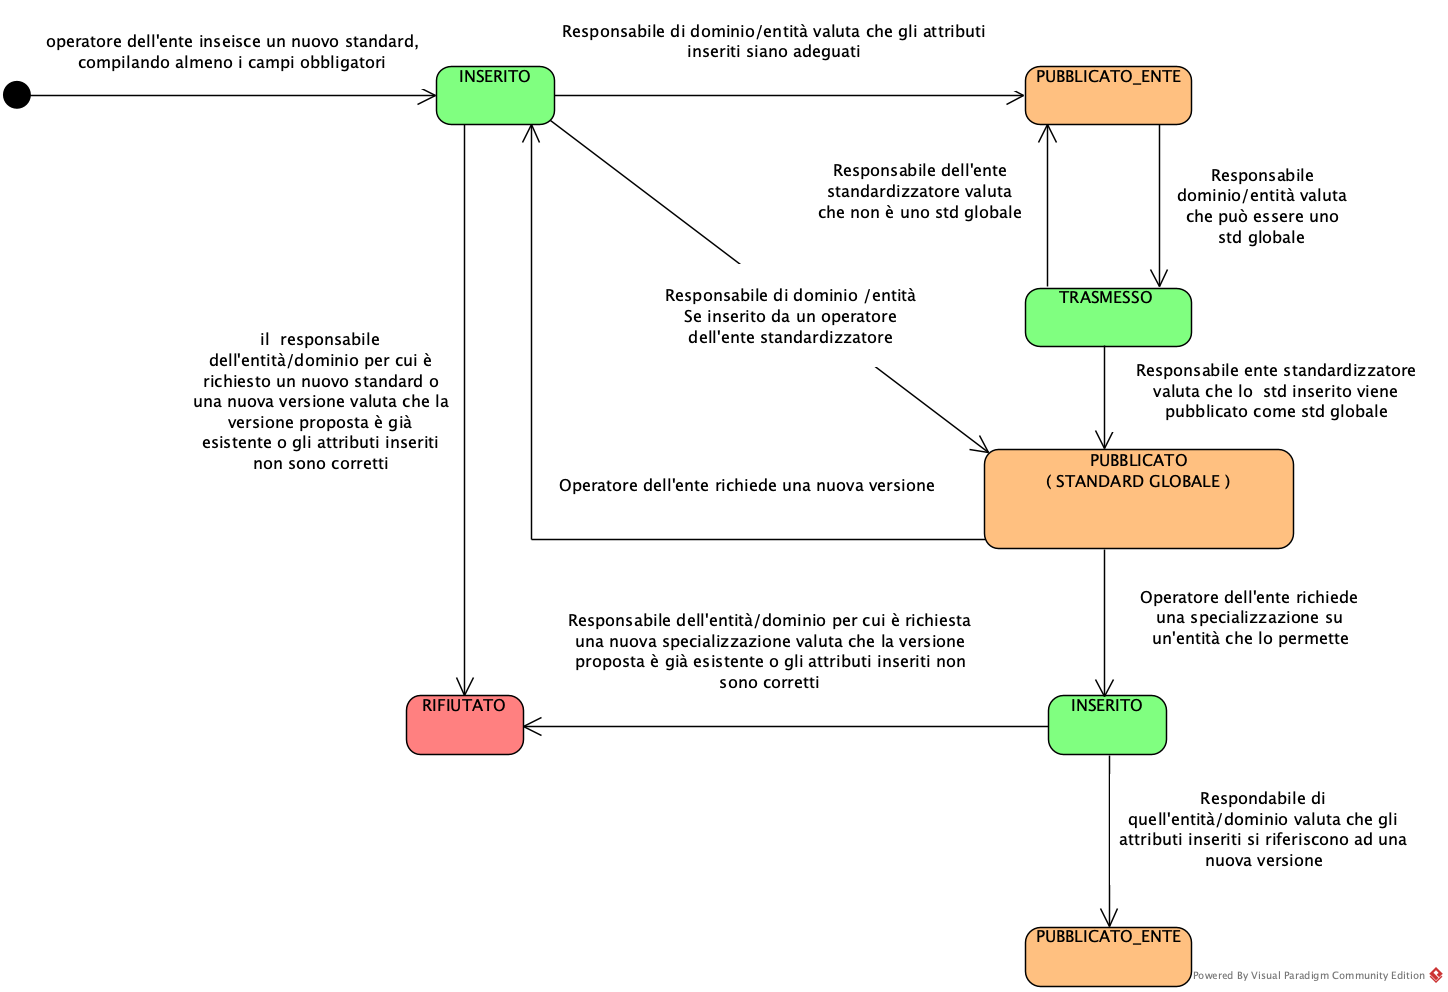 operatore dell'ente inseisce un nuovo standard,
compilando almeno i campi obbligatori
Responsabile di dominio/entità valuta che gli attributi
inseriti siano adeguati
INSERITO
PUBBLICATO_ENTE
Responsabile dell'ente
standardizzatore valuta
che non è uno std globale
Responsabile
dominio/entità valuta
che può essere uno
std globale
Responsabile di dominio /entità
Se inserito da un operatore
dell'ente standardizzatore
TRASMESSO
il  responsabile
dell'entità/dominio per cui è
richiesto un nuovo standard o
una nuova versione valuta che la
versione proposta è già
esistente o gli attributi inseriti
non sono corretti
Responsabile ente standardizzatore
valuta che lo  std inserito viene
pubblicato come std globale
PUBBLICATO
( STANDARD GLOBALE )
Operatore dell'ente richiede una nuova versione
Operatore dell'ente richiede
una specializzazione su
un'entità che lo permette
Responsabile dell'entità/dominio per cui è richiesta
una nuova specializzazione valuta che la versione
proposta è già esistente o gli attributi inseriti non
sono corretti
RIFIUTATO
INSERITO
Respondabile di
quell'entità/dominio valuta che gli
attributi inseriti si riferiscono ad una
nuova versione
PUBBLICATO_ENTE
Powered By Visual Paradigm Community Edition